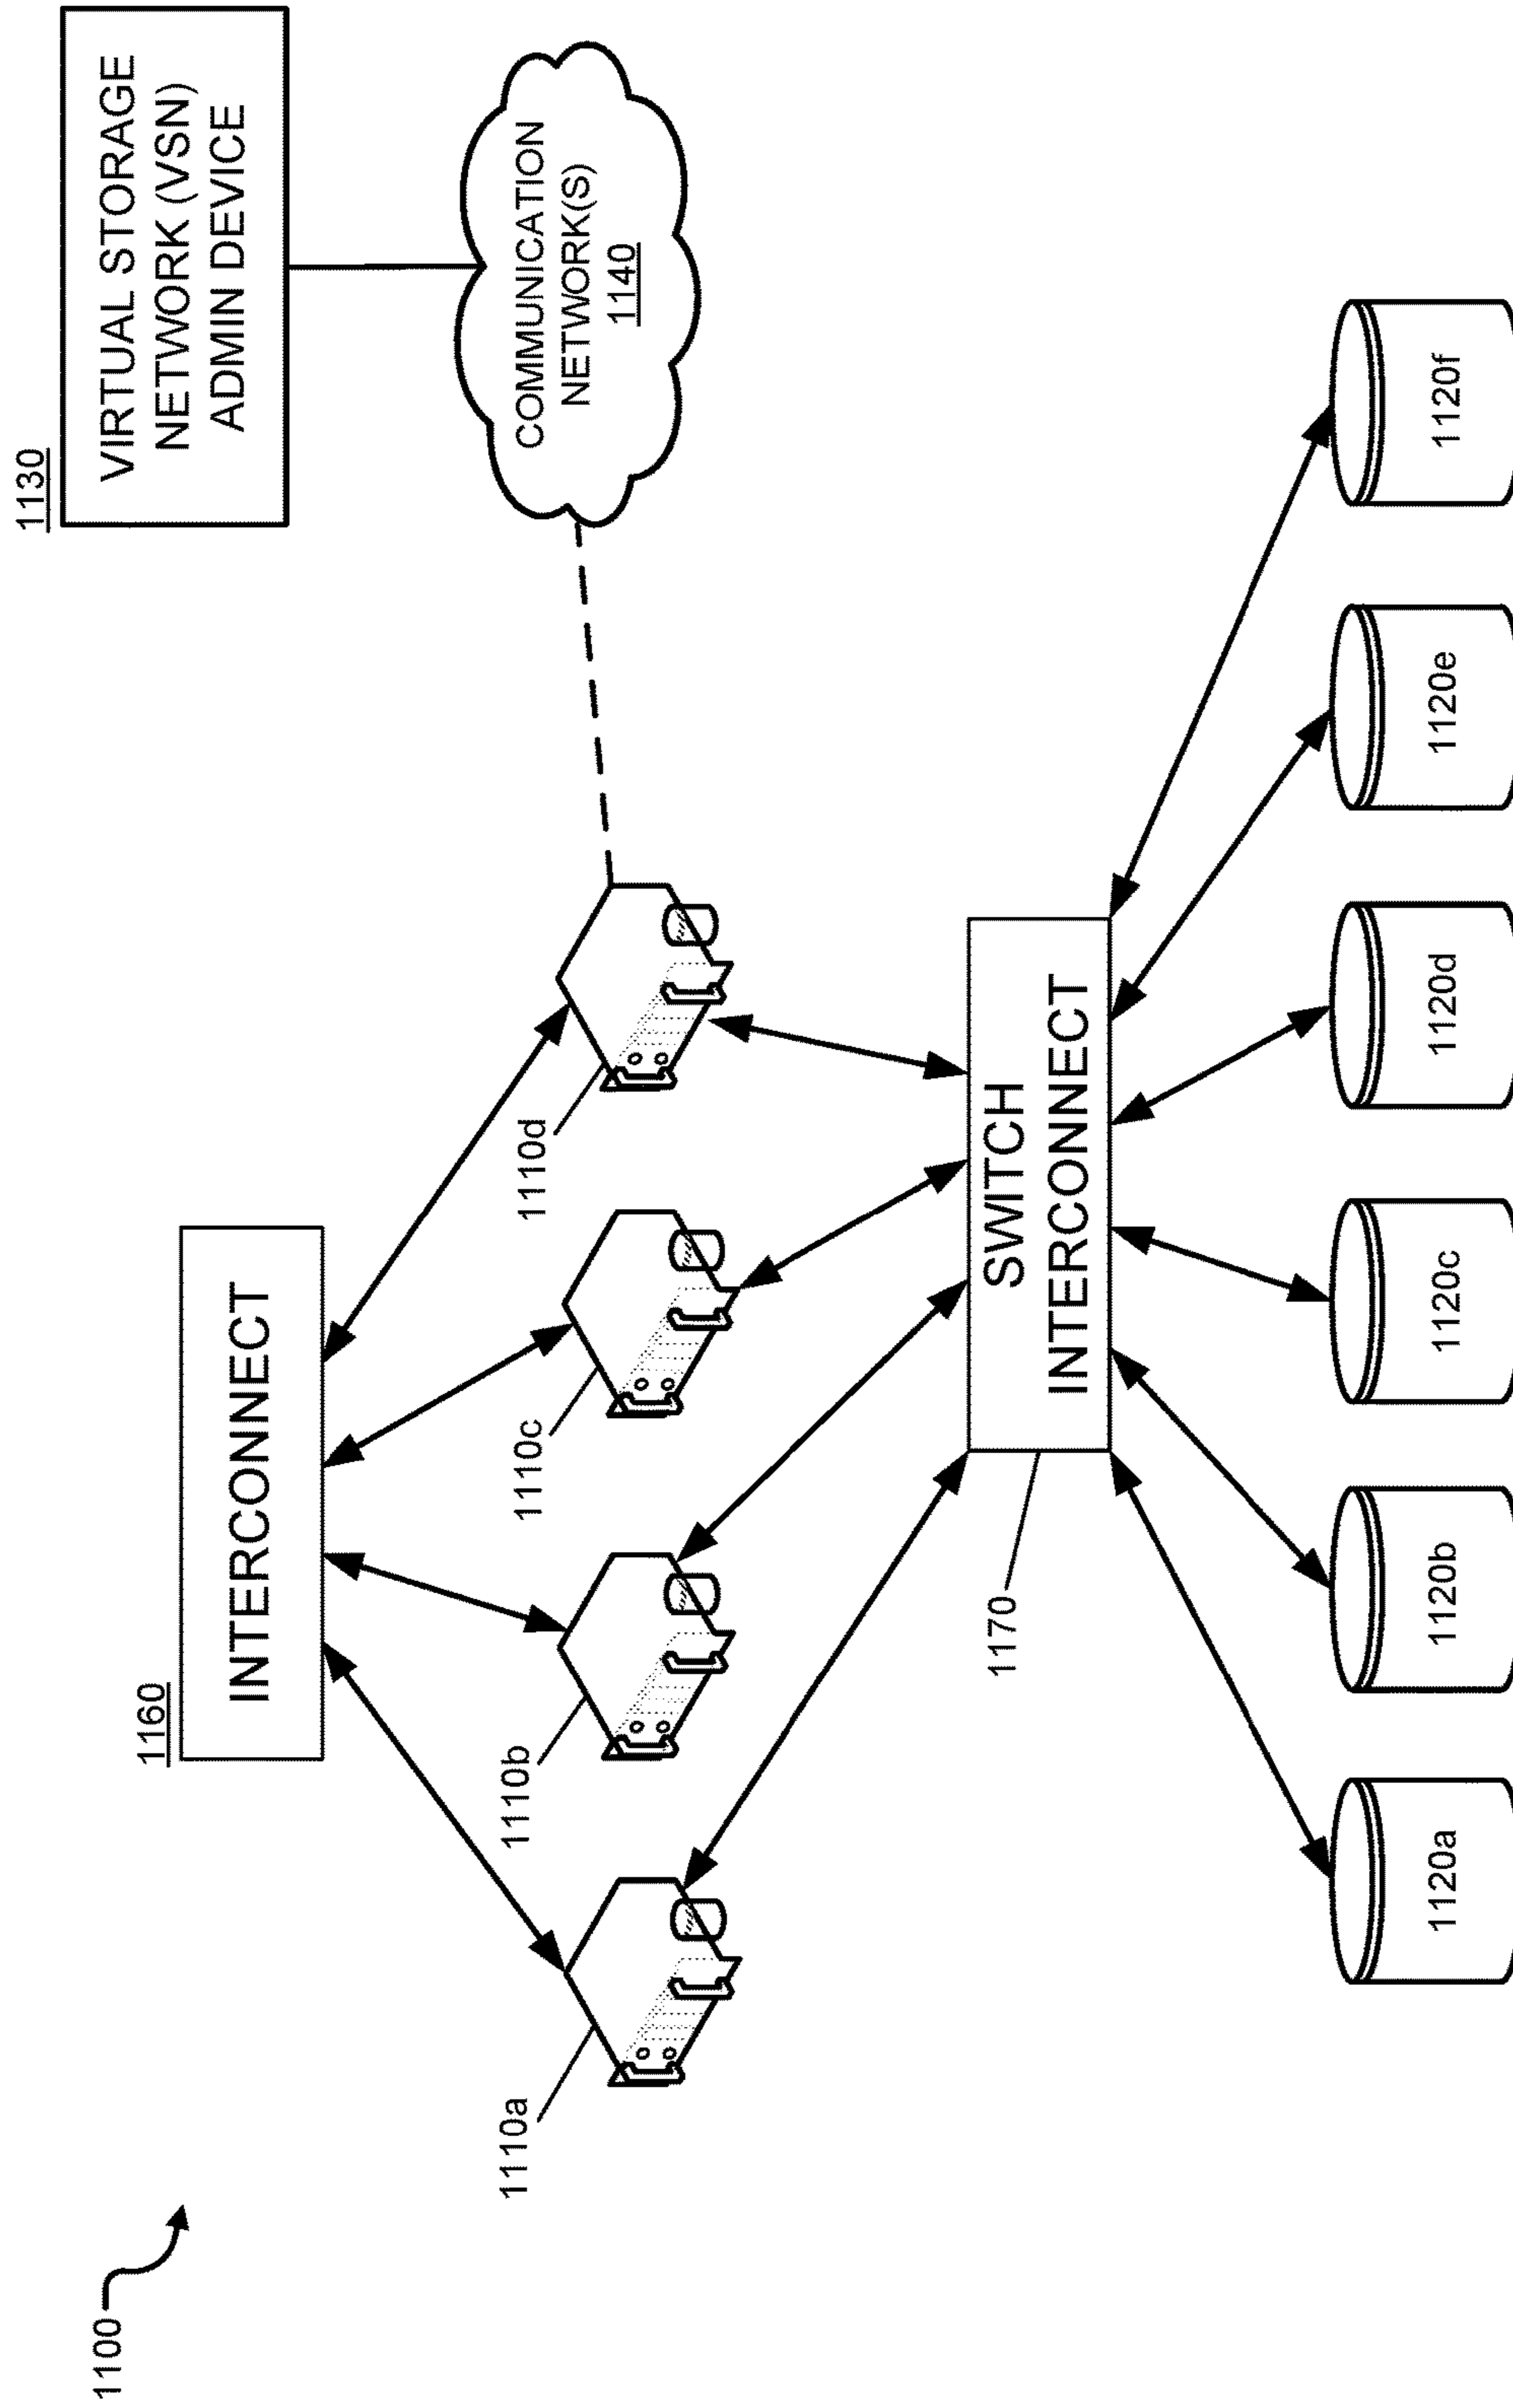 1100
1130
VIRTUAL STORAGE
NETWORK (VSN)
ADMIN DEVICE
1160
INTERCONNECT
COMMUNICATION
NETWORK(S)
1140
1110a
1110b
1110c
1110d
SWITCH
INTERCONNECT
1170
1120a
1120b
1120c
1120d
1120e
1120f